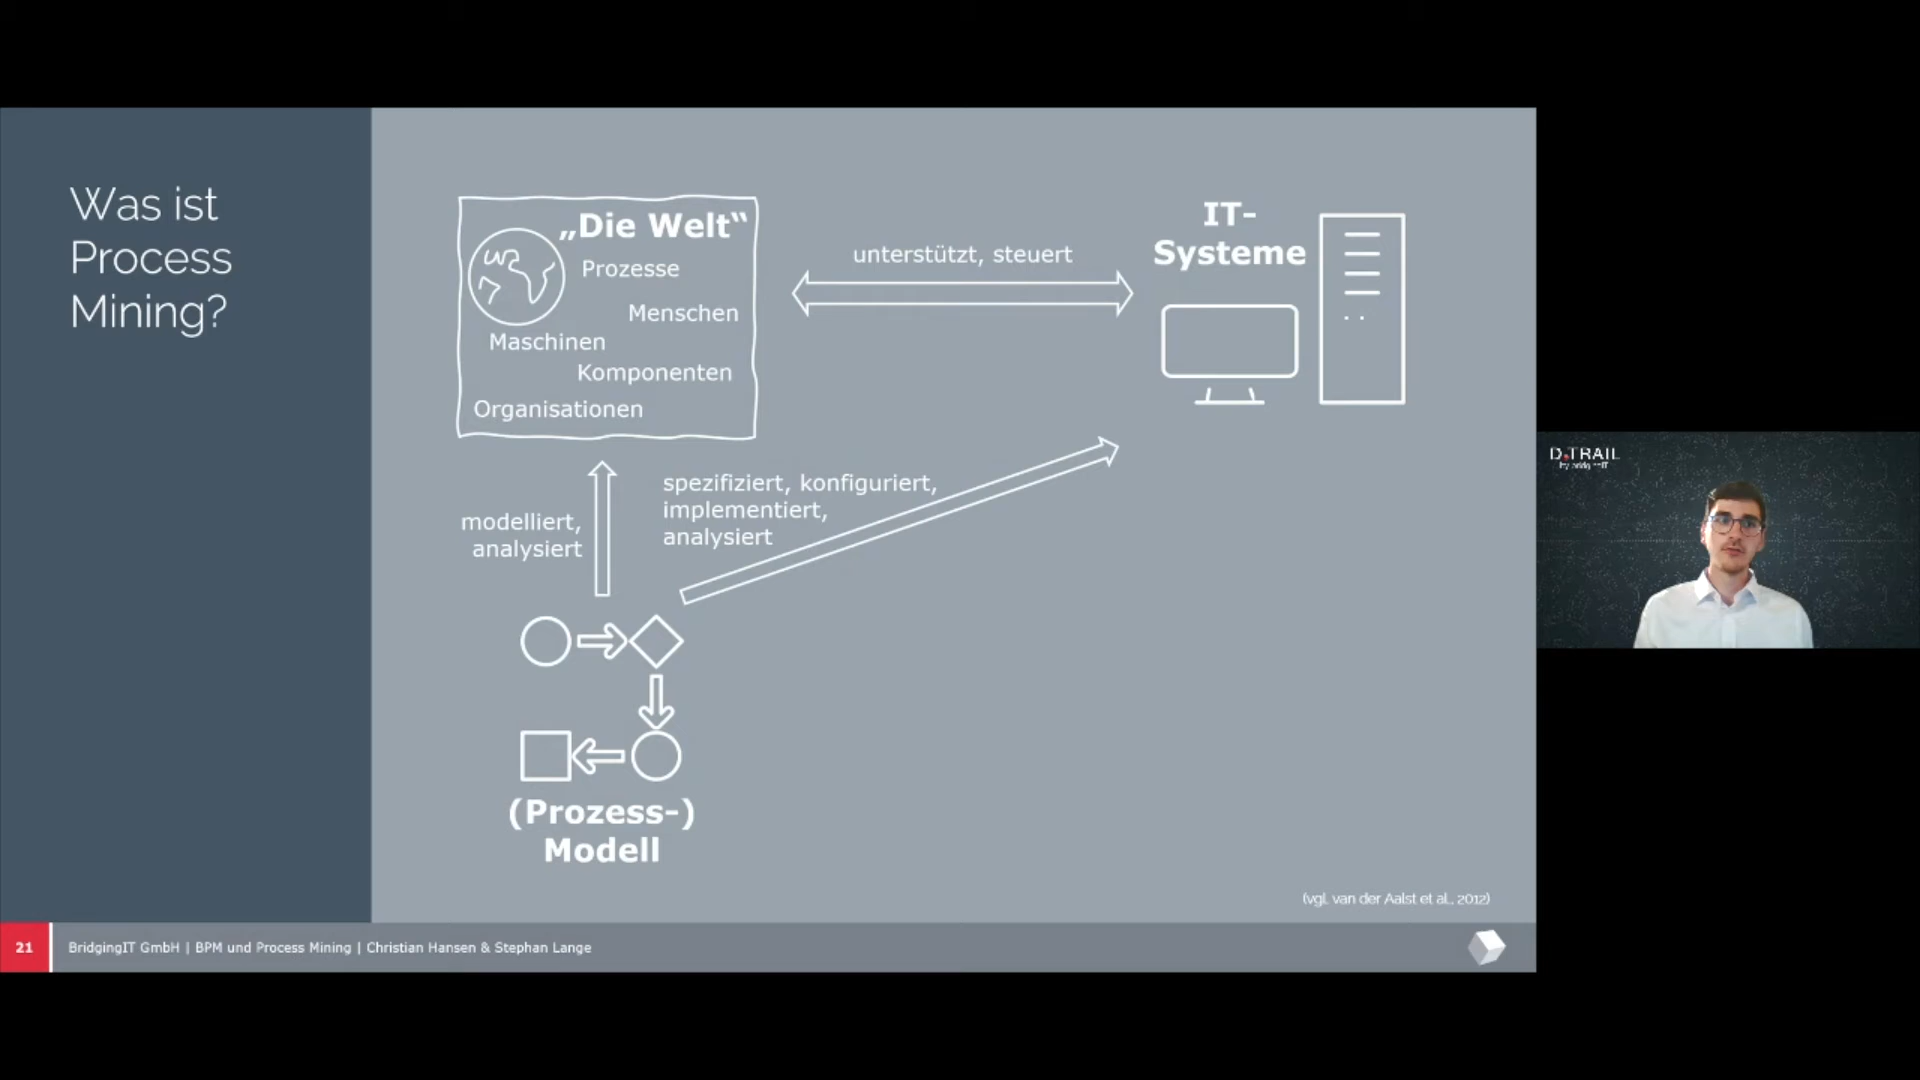 Was ist
Process
Mining?
„Die Welt“
Prozesse
Menschen
Maschinen
Komponenten
Organisationen
unterstützt, steuert
IT-
Systeme
modelliert,
analysiert
spezifiziert, konfiguriert,
implementiert,
analysiert
(Prozess-)
Modell
(vgl. van der Aalst et al., 2012)
21
BridgingIT GmbH | BPM und Process Mining | Christian Hansen & Stephan Lange
D.TRAIL
by bridgingIT